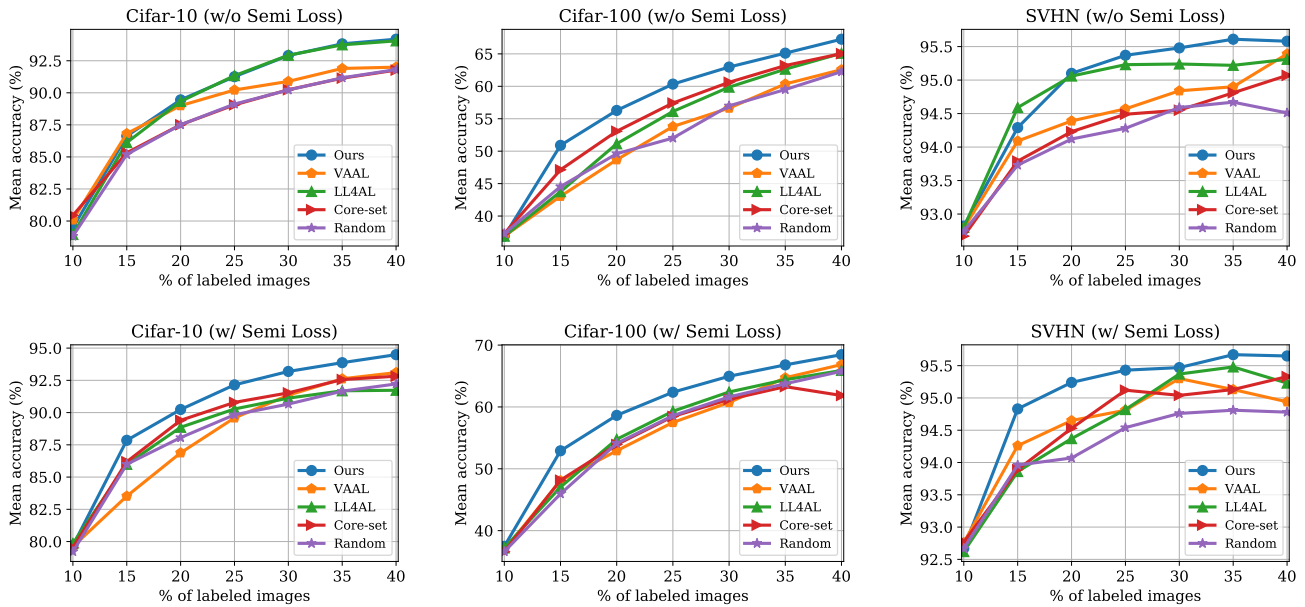 Cifar-10 (w/o Semi Loss)
Mean accuracy (%)
92.5
90.0
87.5
85.0
82.5
80.0
10 15 20 25 30 35 40
% of labeled images
Ours
VAAL
LL4AL
Core-set
Random
Cifar-100 (w/o Semi Loss)
Mean accuracy (%)
65
60
55
50
45
40
10 15 20 25 30 35 40
% of labeled images
Ours
VAAL
LL4AL
Core-set
Random
SVHN (w/o Semi Loss)
Mean accuracy (%)
95.5
95.0
94.5
94.0
93.5
93.0
10 15 20 25 30 35 40
% of labeled images
Ours
VAAL
LL4AL
Core-set
Random
Cifar-10 (w/ Semi Loss)
Mean accuracy (%)
95.0
92.5
90.0
87.5
85.0
82.5
80.0
10 15 20 25 30 35 40
% of labeled images
Ours
VAAL
LL4AL
Core-set
Random
Cifar-100 (w/ Semi Loss)
Mean accuracy (%)
70
60
50
40
10 15 20 25 30 35 40
% of labeled images
Ours
VAAL
LL4AL
Core-set
Random
SVHN (w/ Semi Loss)
Mean accuracy (%)
95.5
95.0
94.5
94.0
93.5
93.0
92.5
10 15 20 25 30 35 40
% of labeled images
Ours
VAAL
LL4AL
Core-set
Random